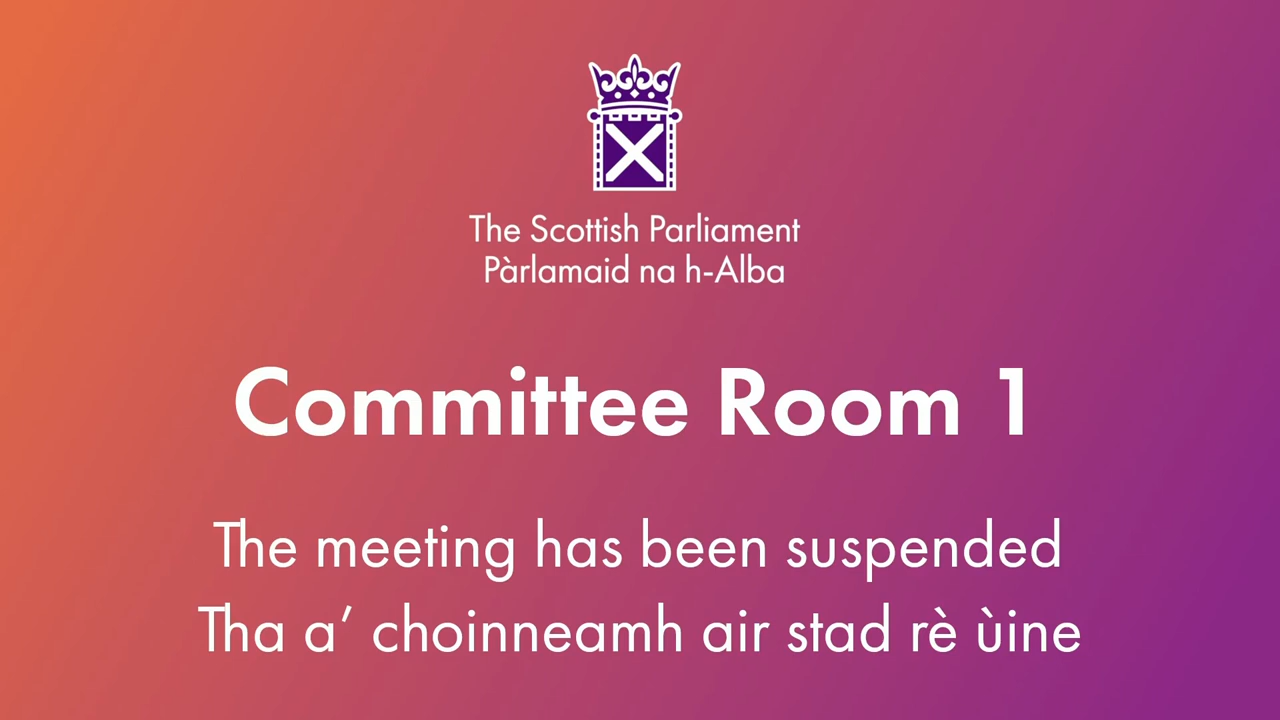 The Scottish Parliament
Pàrlamaid na h-Alba
Committee Room 1
The meeting has been suspended
Tha a’ choinneamh air stad rè ùine